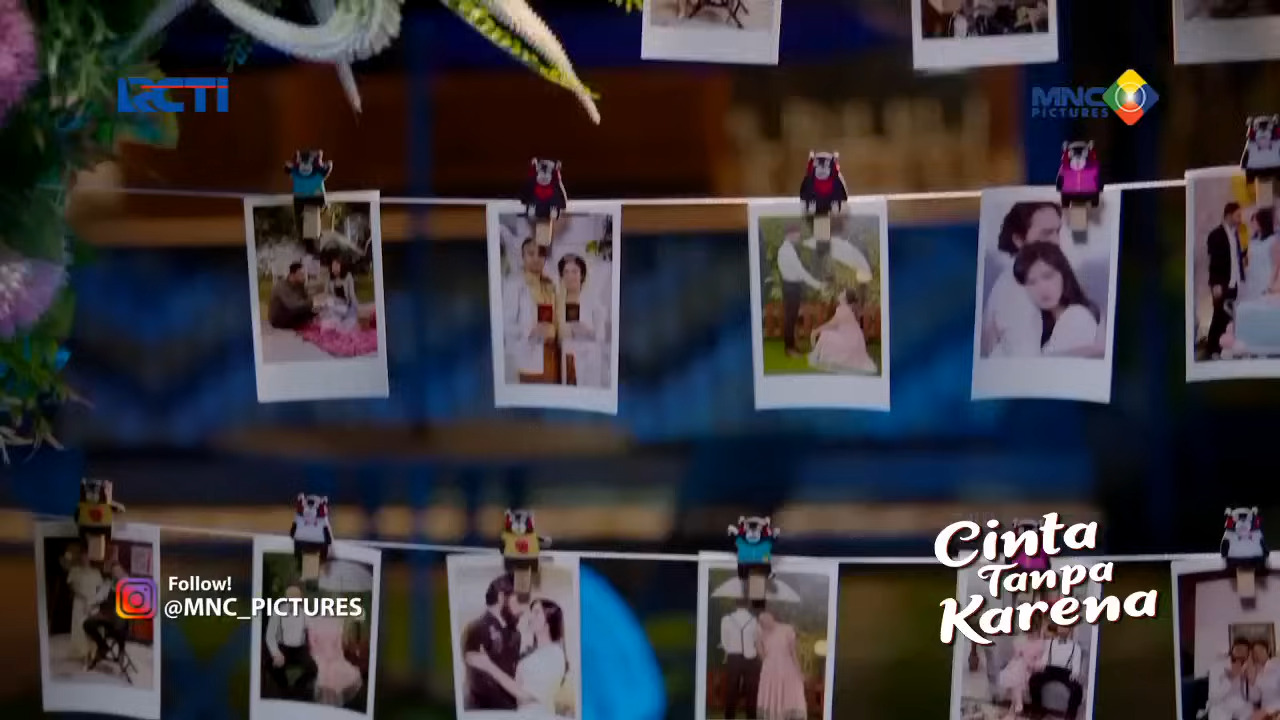 RCTI
MNC
PICTURES
Cinta
Tanpa
Karena
Follow!
@MNC_PICTURES